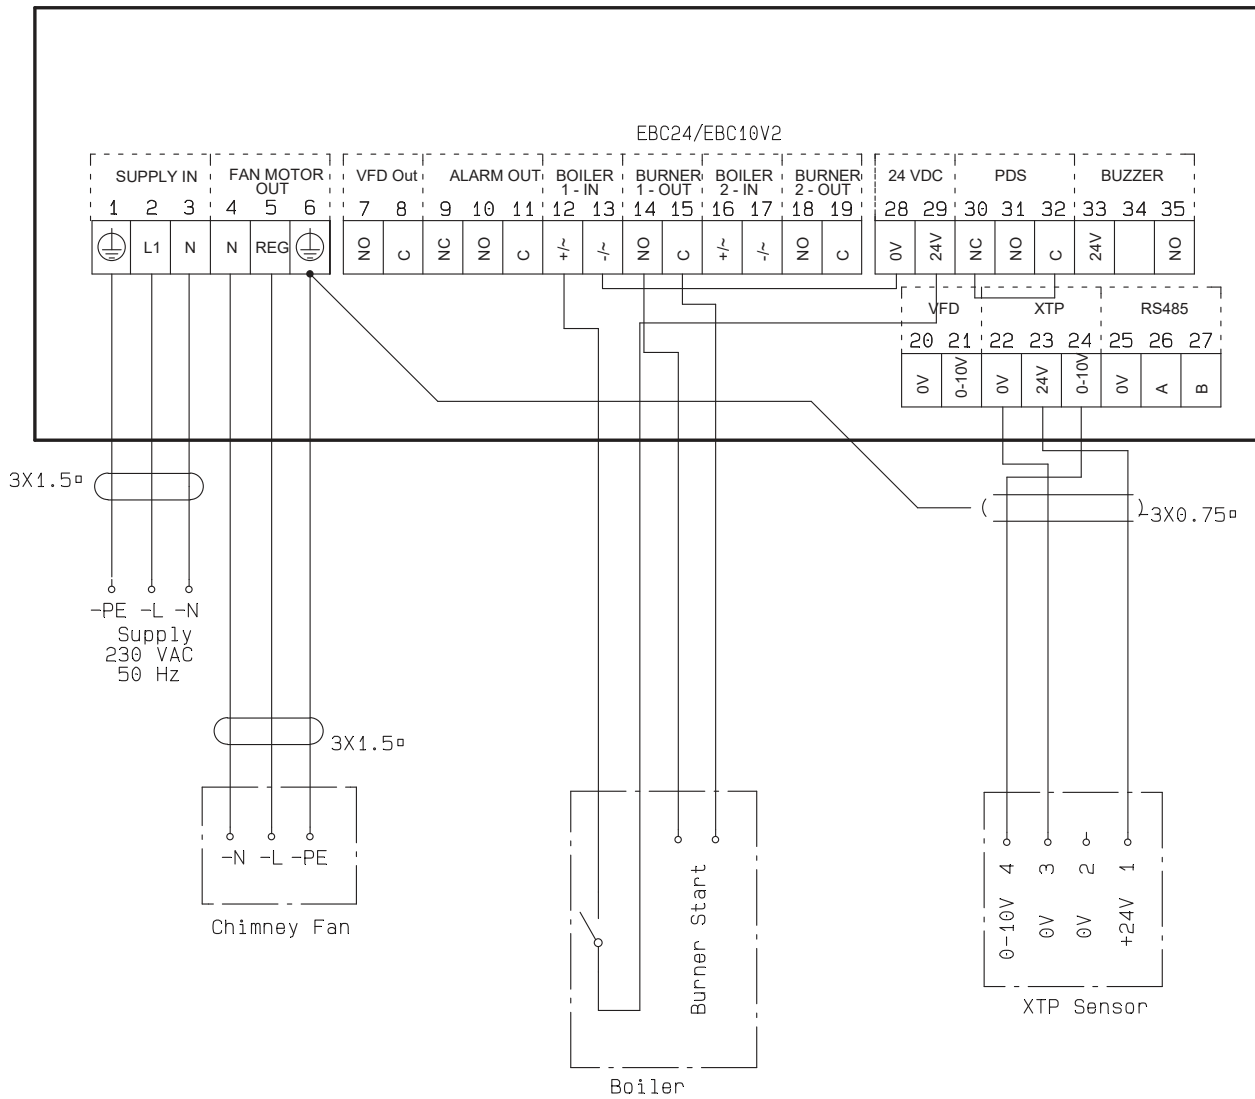 EBC24/EBC10V2
SUPPLY IN
FAN MOTOR
OUT
VFD Out
ALARM OUT
BOILER
1 - IN
BURNER
1 - OUT
BOILER
2 - IN
BURNER
2 - OUT
24 VDC
PDS
BUZZER
1 2 3 4 5 6 7 8 9 10 11 12 13 14 15 16 17 18 19 28 29 30 31 32 33 34 35
L1 N N REG NO C NC NO C +/~ -/~ NO C +/~ -/~ NO C 0V 24V NC NO C 24V NO
VFD
XTP
RS485
20 21 22 23 24 25 26 27
0V 0-10V 0V 24V 0-10V 0V A B
3X1.5▫
-3X0.75▫
-PE -L -N
Supply
230 VAC
50 Hz
3X1.5▫
-N -L -PE
Chimney Fan
Burner Start
Boiler
4 3 2 1
0-10V 0V 0V +24V
XTP Sensor